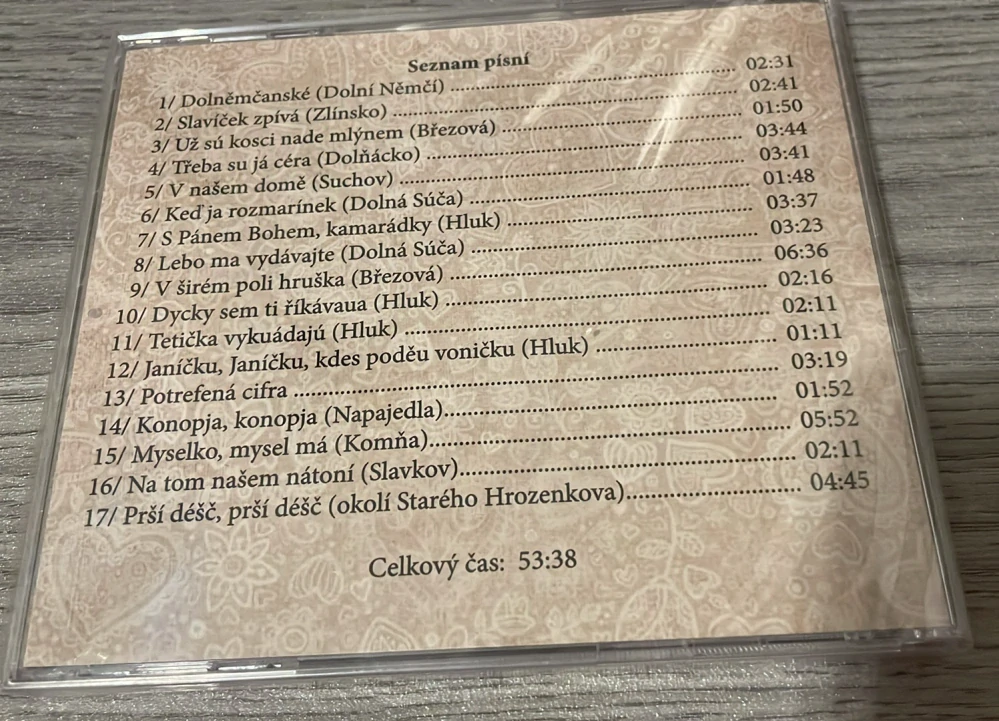 Seznam písní
1/ Dolněmčanské (Dolní Němčí) 02:31
2/ Slavíček zpívá (Zlínsko) 02:41
3/ Už sú kosci nade mlýnem (Březová) 01:50
4/ Třeba su já céra (Dolňácko) 03:44
5/ V našem domě (Suchov) 03:41
6/ Keď ja rozmarínek (Dolná Súča) 01:48
7/ S Pánem Bohem, kamarádky (Hluk) 03:37
8/ Lebo ma vydávajte (Dolná Súča) 03:23
9/ V širém poli hruška (Březová) 06:36
10/ Dycky sem ti říkávaua (Hluk) 02:16
11/ Tetička vykuádajú (Hluk) 02:11
12/ Janíčku, Janíčku, kdes poděu voničku (Hluk) 01:11
13/ Potrefená cifra 03:19
14/ Konopja, konopja (Napajedla) 01:52
15/ Myselko, mysel má (Komňa) 05:52
16/ Na tom našem nátoní (Slavkov) 02:11
17/ Prší déšč, prší déšč (okolí Starého Hrozenkova) 04:45
Celkový čas: 53:38